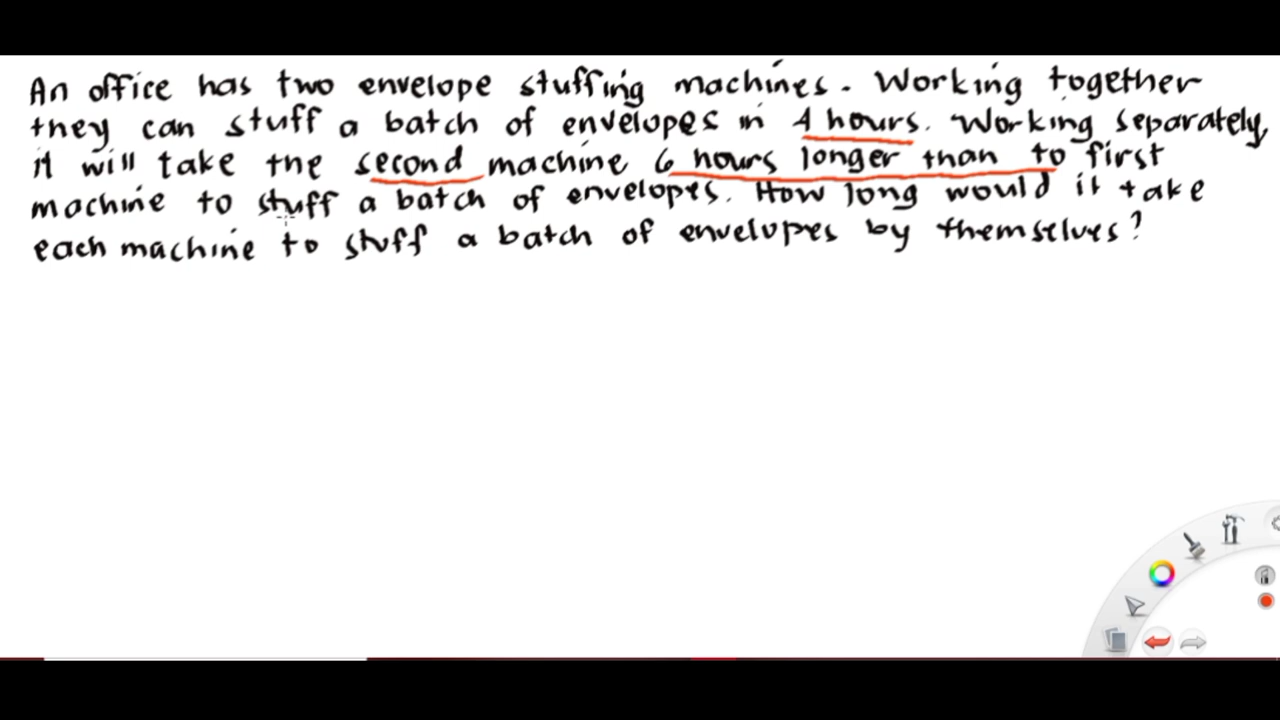 An office has two envelope stuffing machines. Working together
they can stuff a batch of envelopes in 4 hours. Working separately,
it will take the second machine 6 hours longer than to first
machine to stuff a batch of envelopes. How long would it take
each machine to stuff a batch of envelopes by themselves?